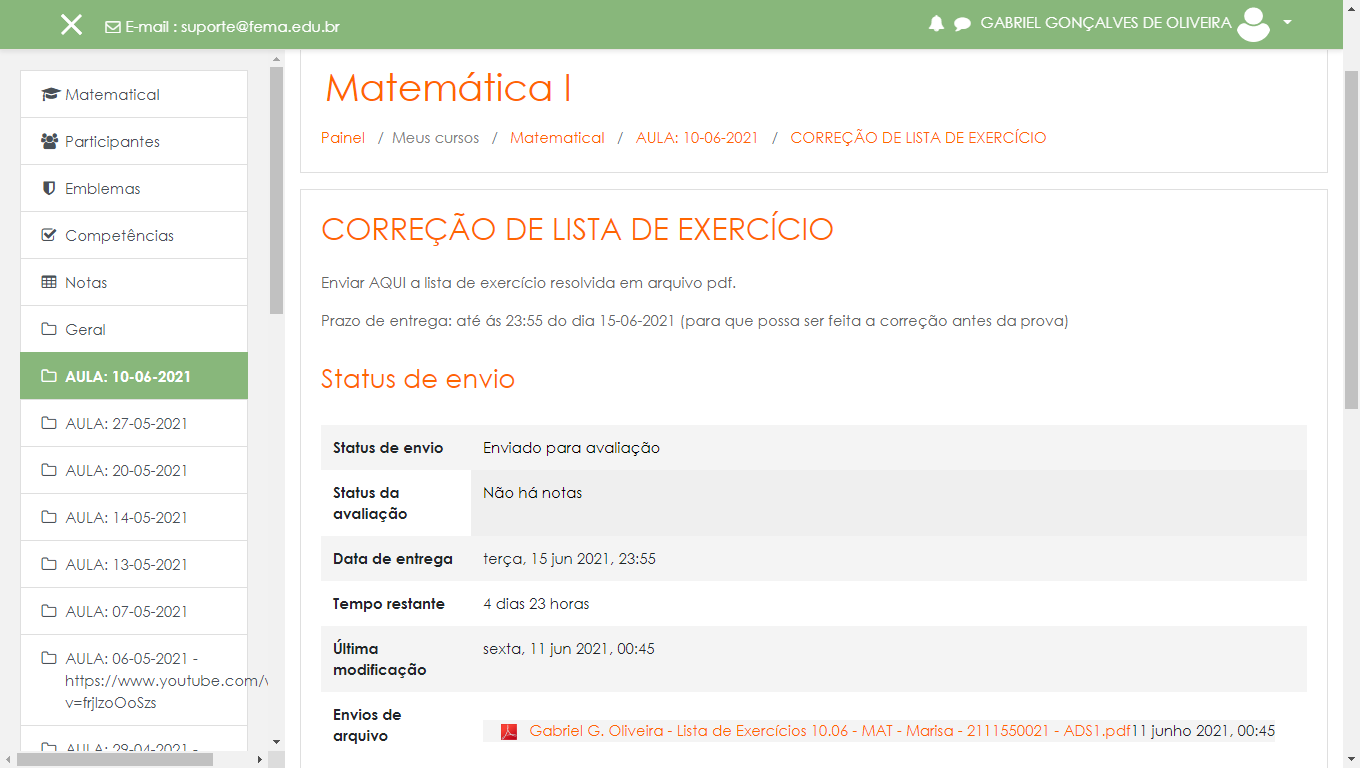 E-mail : suporte@fema.edu.br
GABRIEL GONÇALVES DE OLIVEIRA
MatematicaI
Participantes
Emblemas
Competências
Notas
Geral
AULA: 10-06-2021
AULA: 27-05-2021
AULA: 20-05-2021
AULA: 14-05-2021
AULA: 13-05-2021
AULA: 07-05-2021
AULA: 06-05-2021 -
https://www.youtube.com/
AULA: 29-04-2021 -
Matemática I
Painel / Meus cursos / MatematicaI / AULA: 10-06-2021 / CORREÇÃO DE LISTA DE EXERCÍCIO
CORREÇÃO DE LISTA DE EXERCÍCIO
Enviar AQUI a lista de exercício resolvida em arquivo pdf.
Prazo de entrega: até ás 23:55 do dia 15-06-2021 (para que possa ser feita a correção antes da prova)
Status de envio
Status de envio Enviado para avaliação
Status da Não há notas
avaliação
Data de entrega terça, 15 jun 2021, 23:55
Tempo restante 4 dias 23 horas
Última sexta, 11 jun 2021, 00:45
modificação
Envios de
arquivo
Gabriel G. Oliveira - Lista de Exercícios 10.06 - MAT - Marisa - 2111550021 - ADS1.pdf11 junho 2021, 00:45